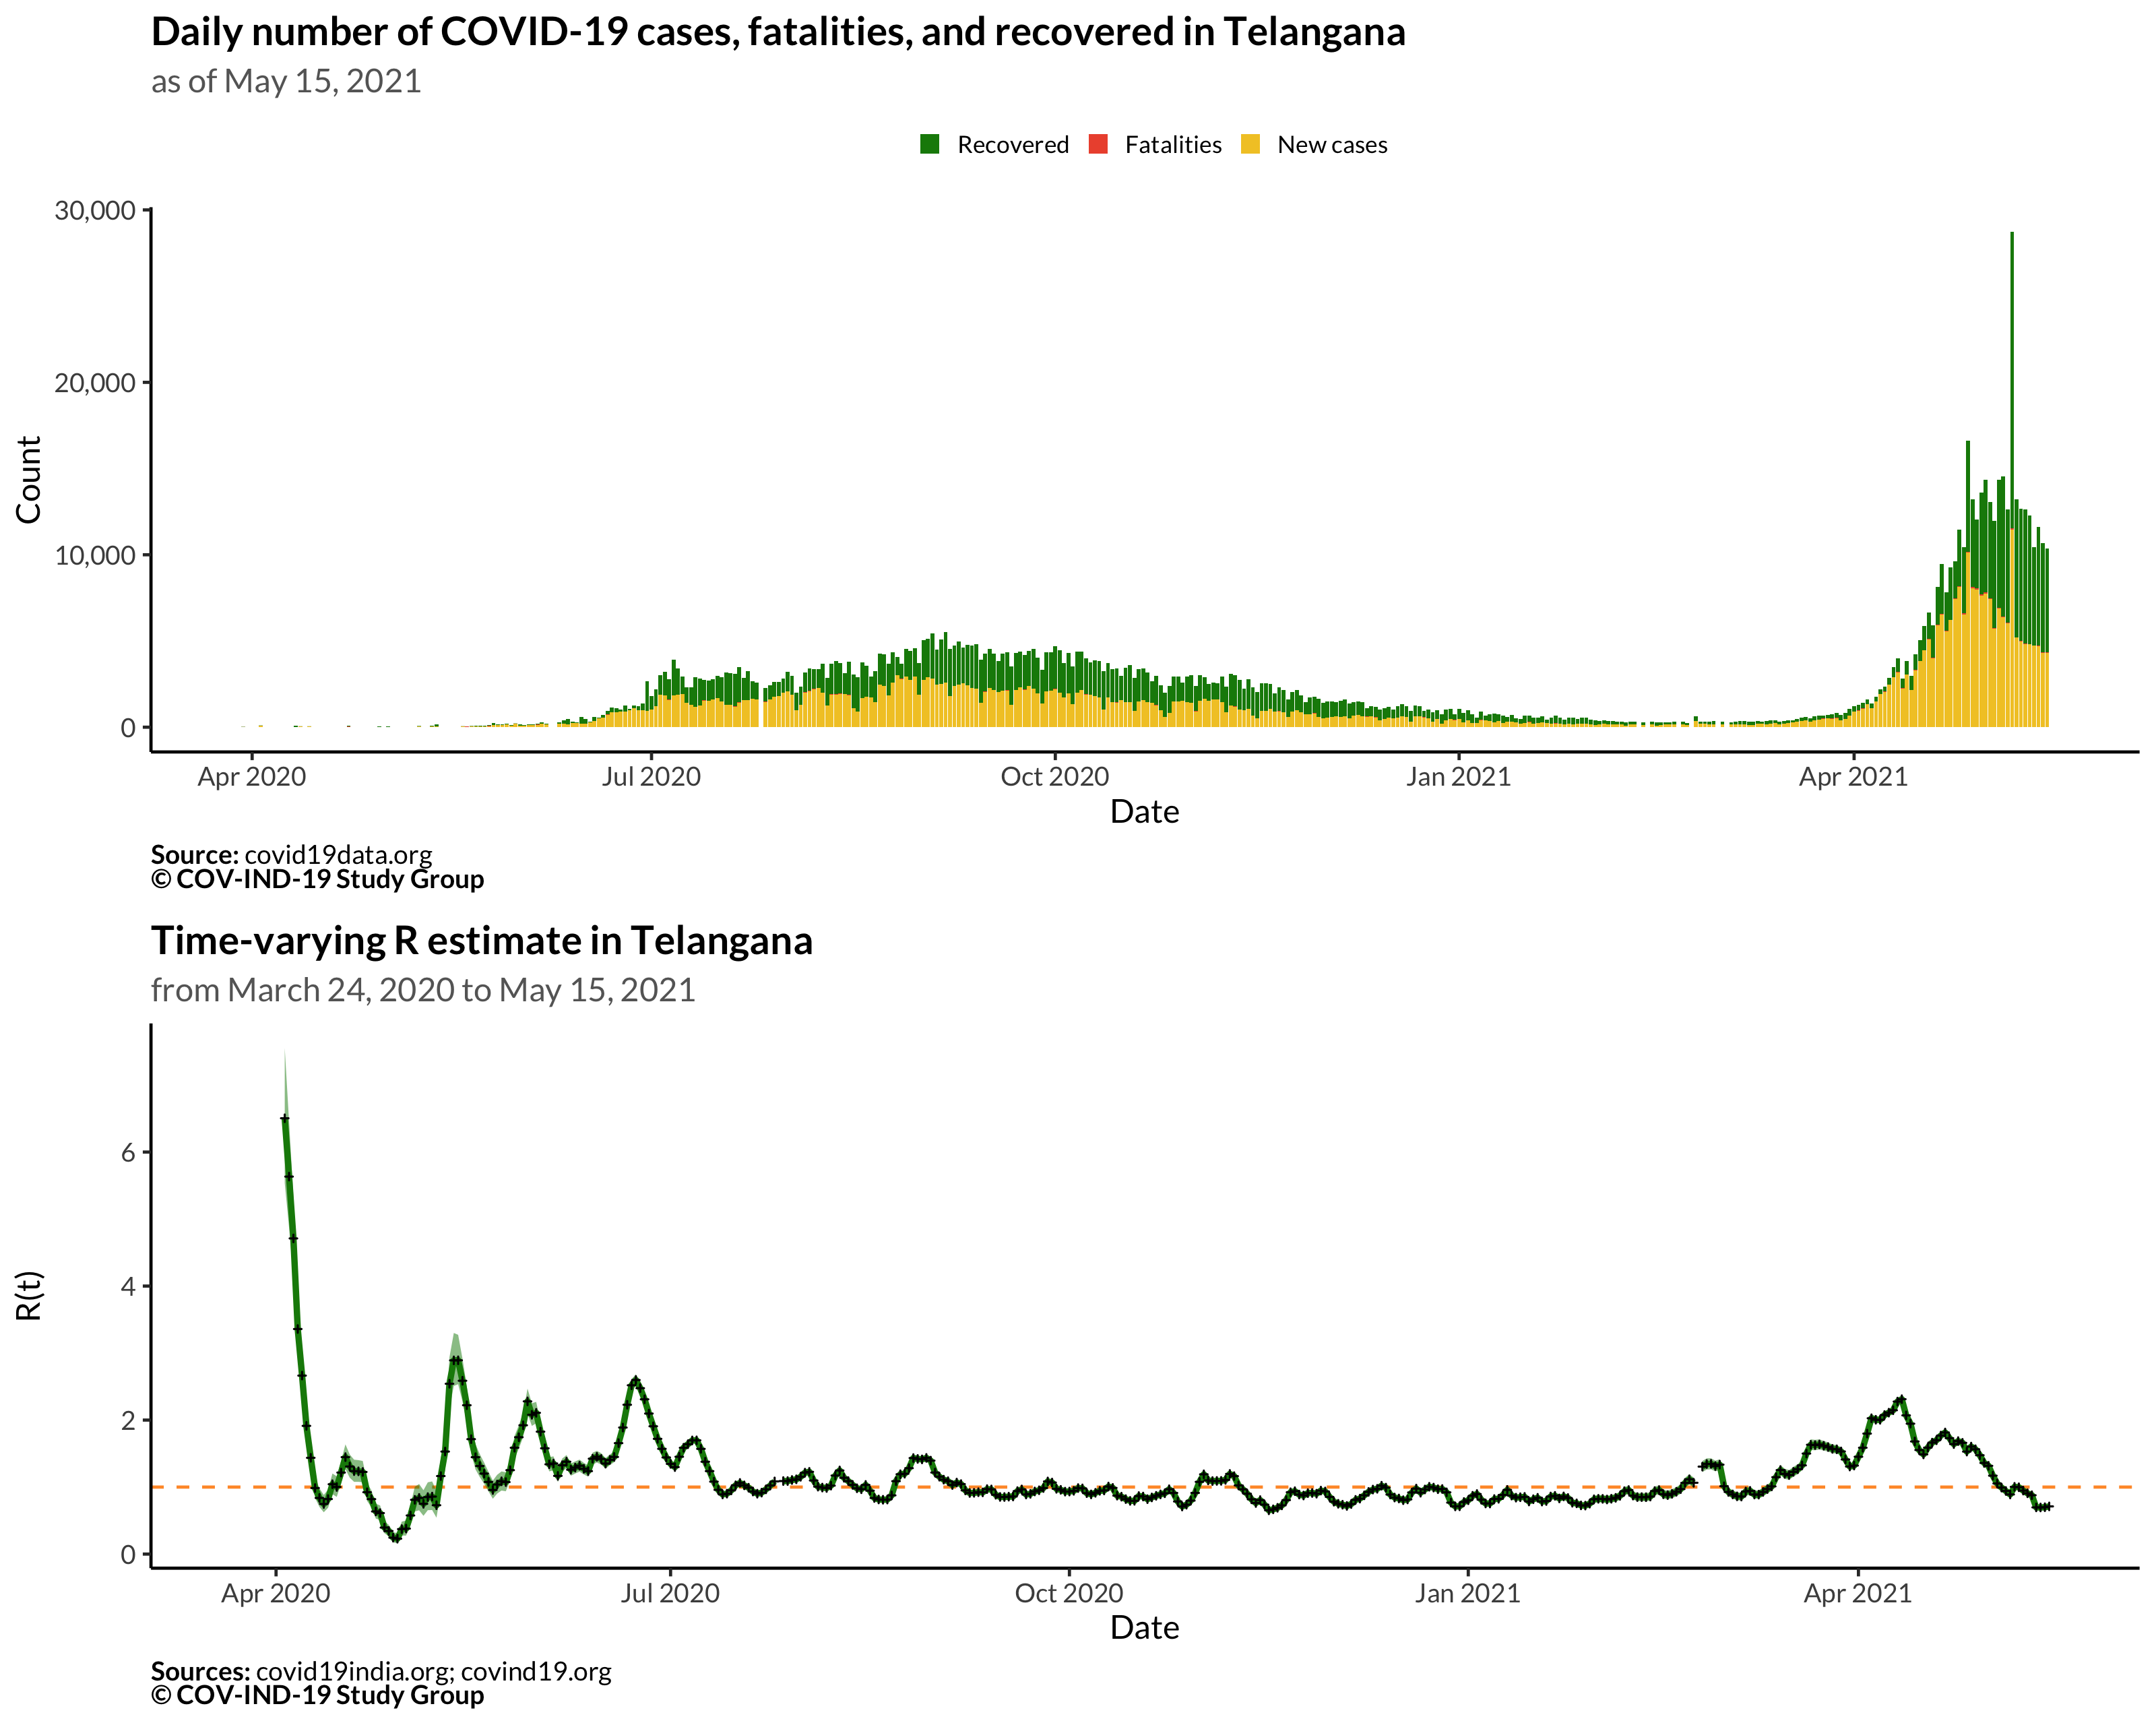 Daily number of COVID-19 cases, fatalities, and recovered in Telangana
as of May 15, 2021
Recovered Fatalities New cases
30,000
20,000
10,000
0
Count
Apr 2020 Jul 2020 Oct 2020 Jan 2021 Apr 2021
Date
Source: covid19data.org
© COV-IND-19 Study Group
Time-varying R estimate in Telangana
from March 24, 2020 to May 15, 2021
6
4
2
0
R(t)
Apr 2020 Jul 2020 Oct 2020 Jan 2021 Apr 2021
Date
Sources: covid19india.org; covind19.org
© COV-IND-19 Study Group